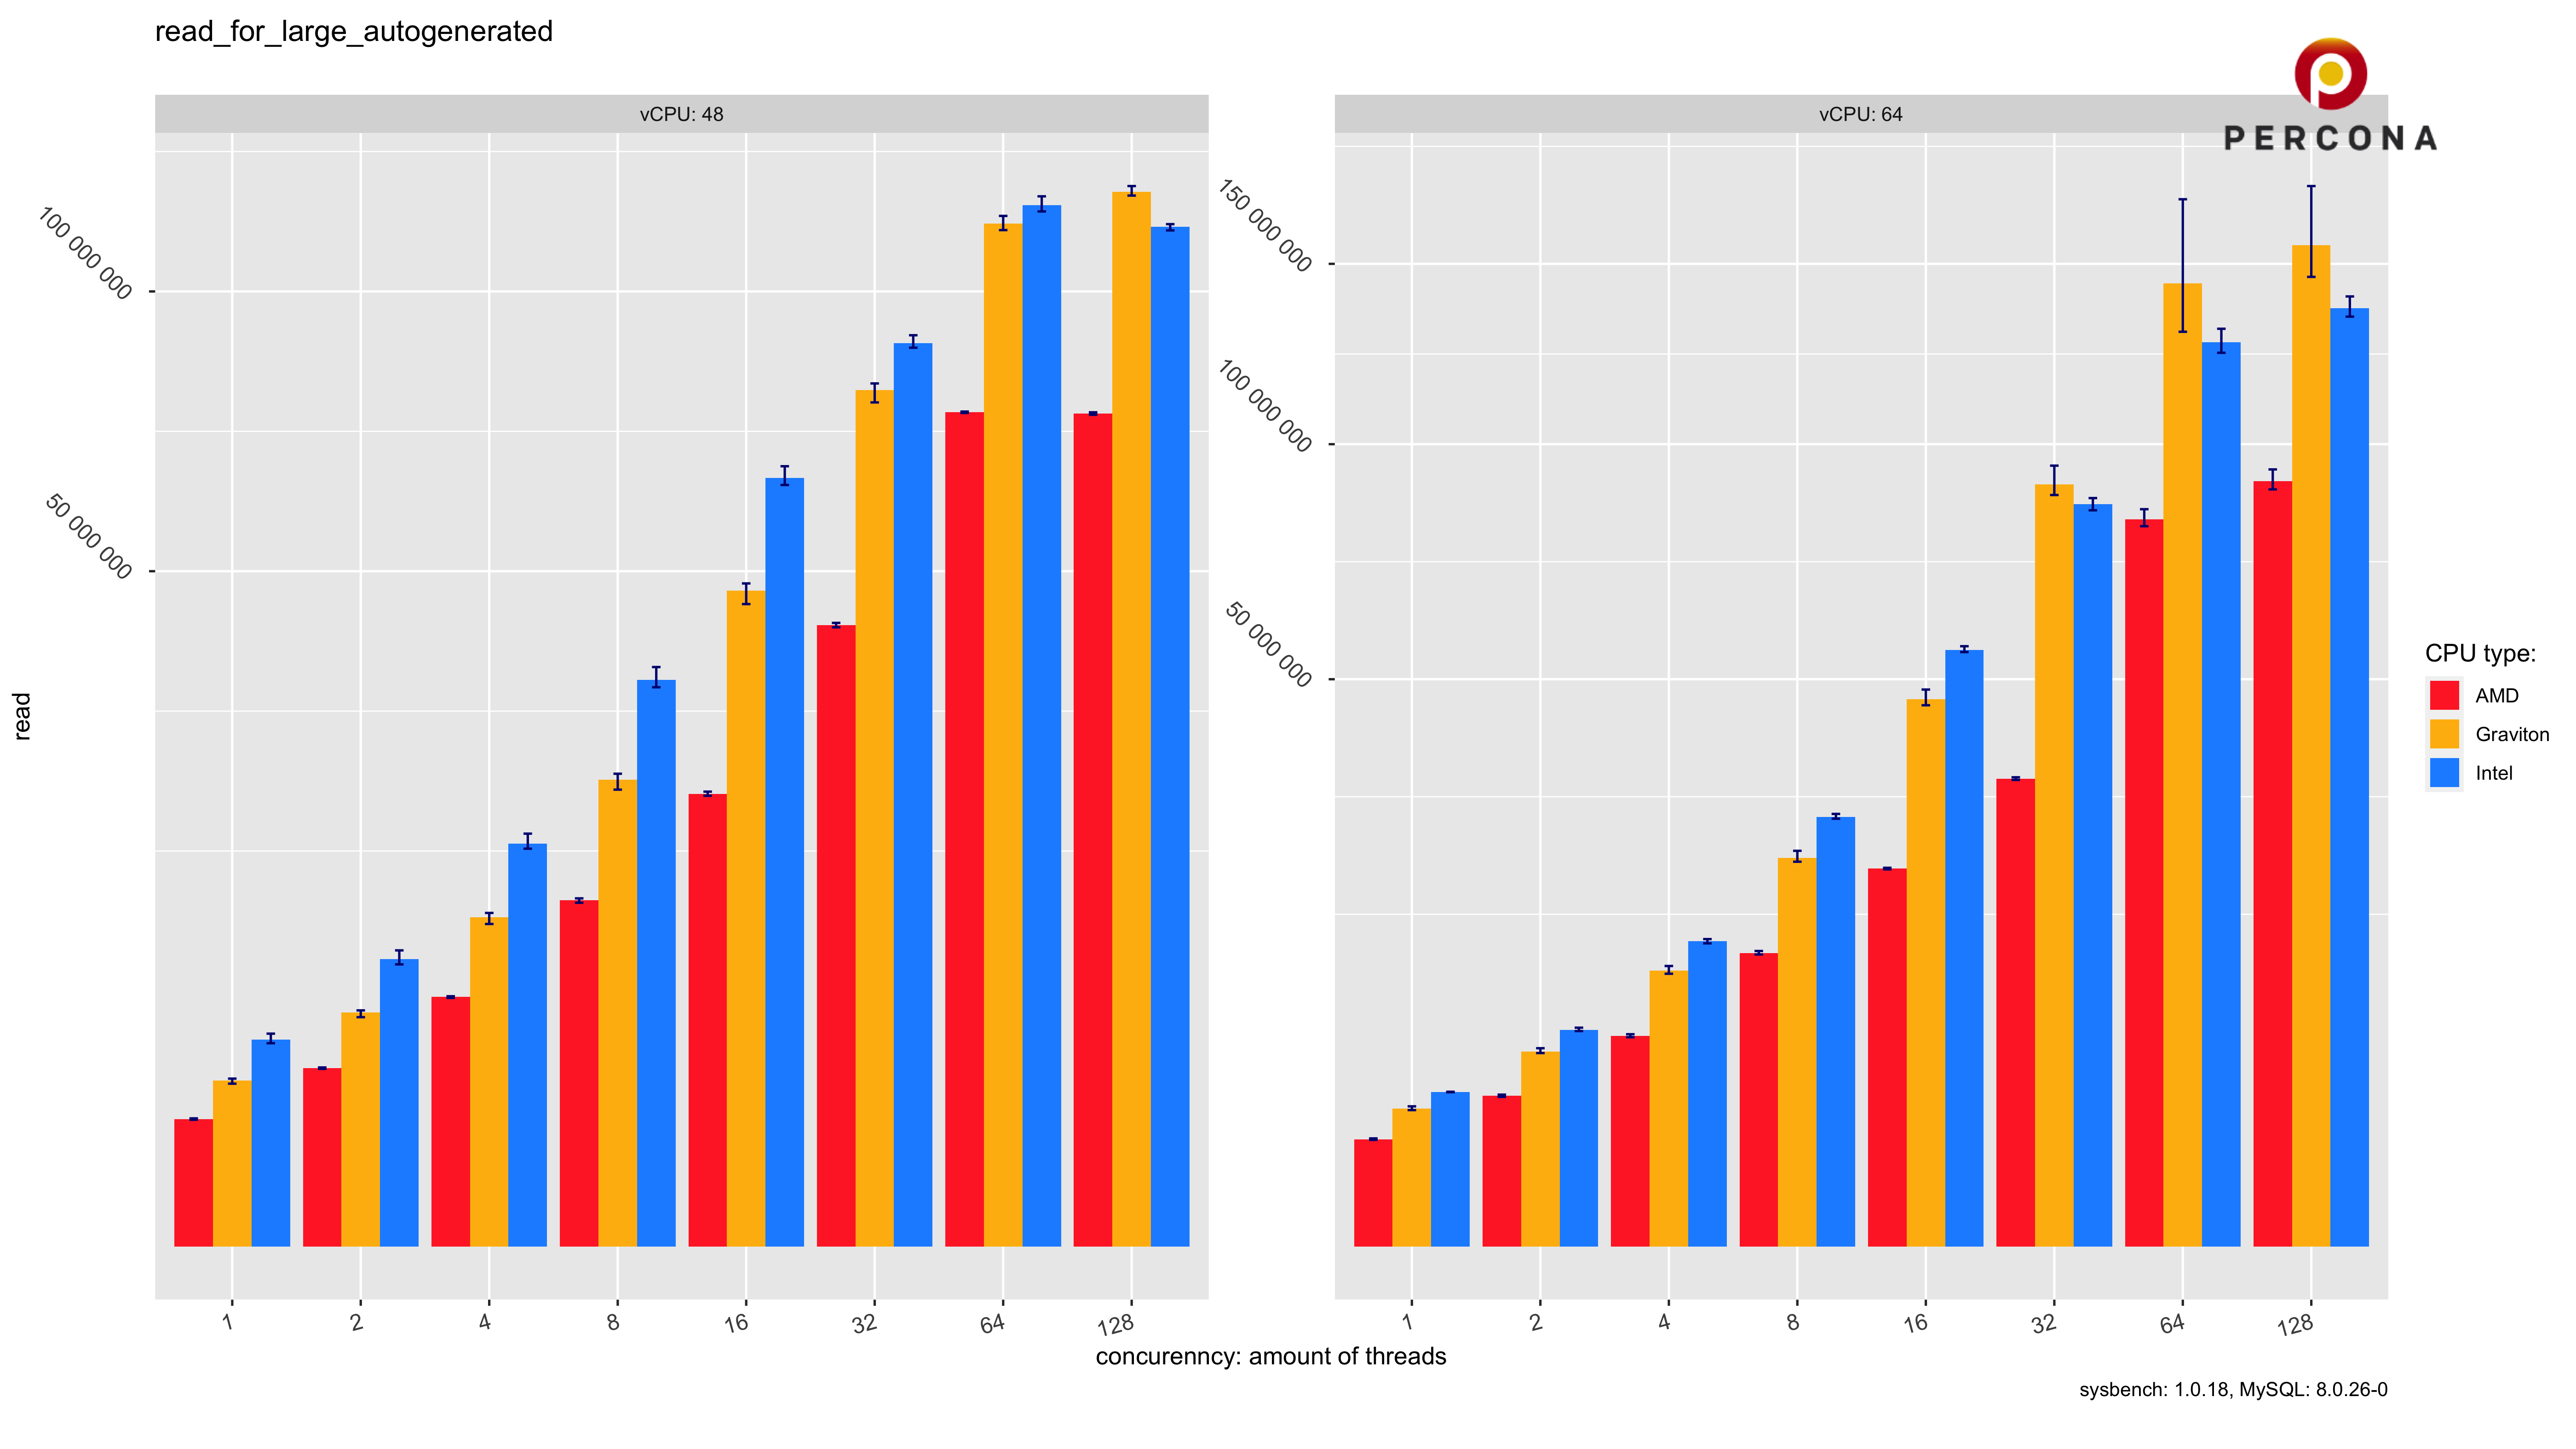 read_for_large_autogenerated
PERCONA
vCPU: 48
vCPU: 64
read
100 000 000
50 000 000
150 000 000
100 000 000
50 000 000
1 2 4 8 16 32 64 128
1 2 4 8 16 32 64 128
concurenncy: amount of threads
CPU type:
AMD
Graviton
Intel
sysbench: 1.0.18, MySQL: 8.0.26-0